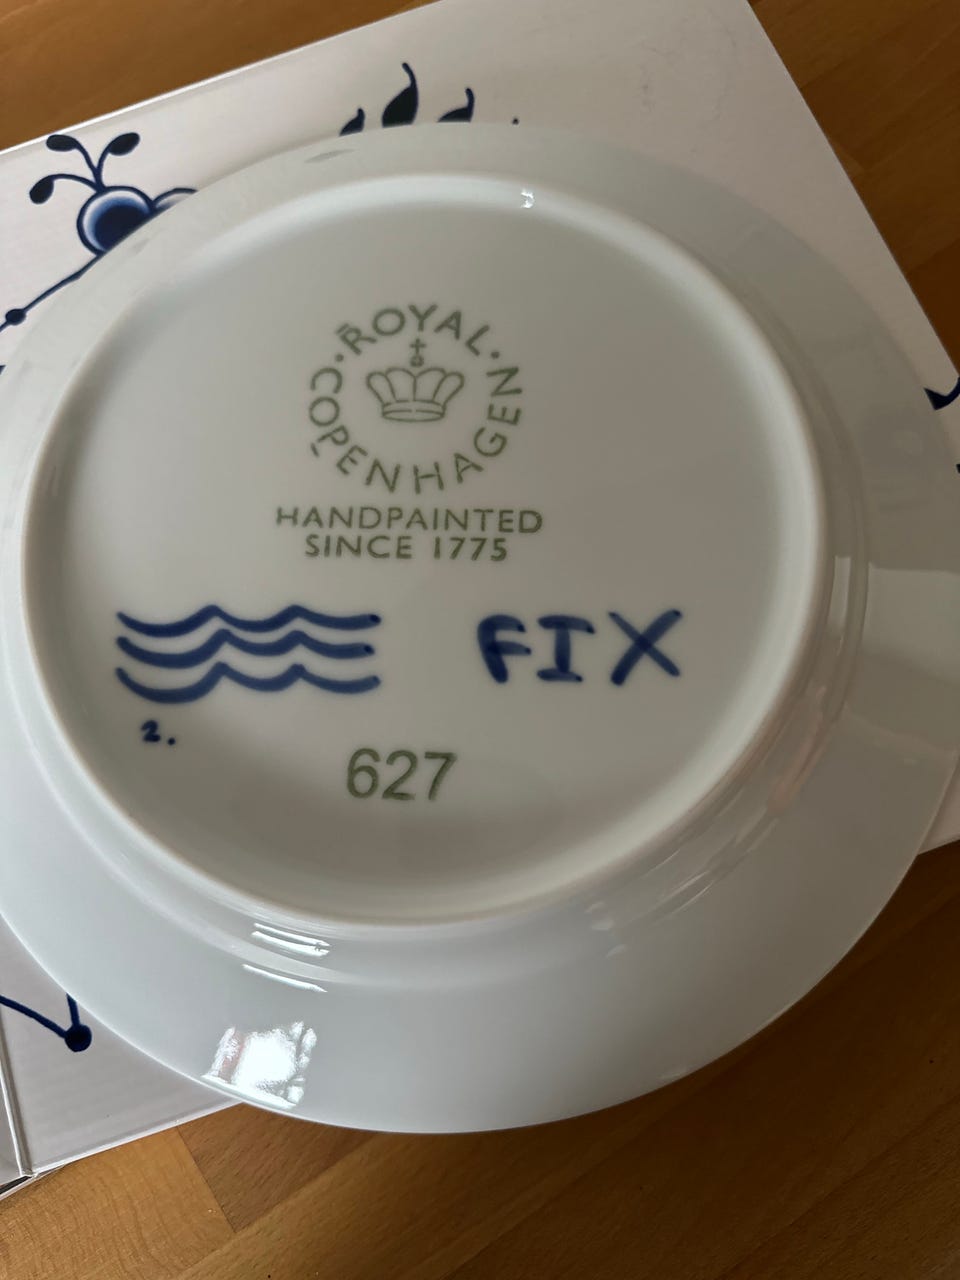 ROYAL
COPENHAGEN
HANDPAINTED
SINCE 1775
FIX
2.
627